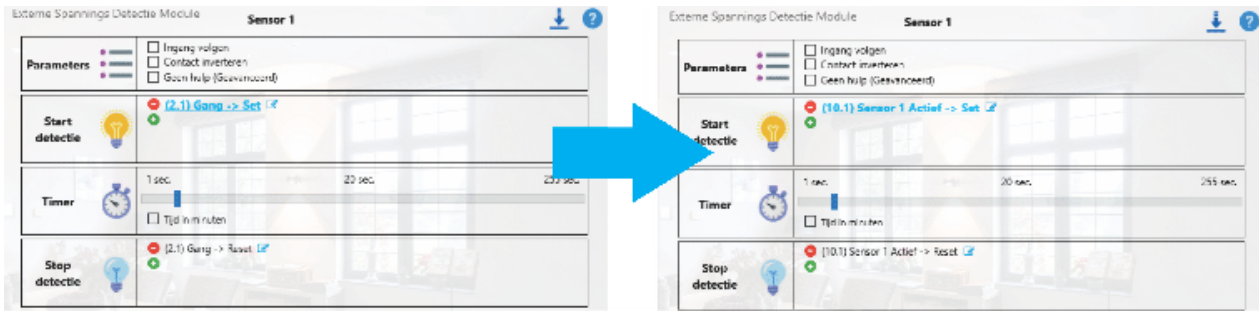 Externe Spannings Detectie Module
Sensor 1
Parameters
Ingang volgen
Contact inverteren
Geen hulp (Geavanceerd)
Start
detectie
(2.1) Gang -> Set
Timer
1 sec.
20 sec.
255 sec.
Tijd in minuten
Stop
detectie
(2.1) Gang -> Reset
Externe Spannings Detectie Module
Sensor 1
Parameters
Ingang volgen
Contact inverteren
Geen hulp (Geavanceerd)
Start
detectie
(10.1) Sensor 1 Actief -> Set
Timer
1 sec.
20 sec.
255 sec.
Tijd in minuten
Stop
detectie
(10.1) Sensor 1 Actief -> Reset